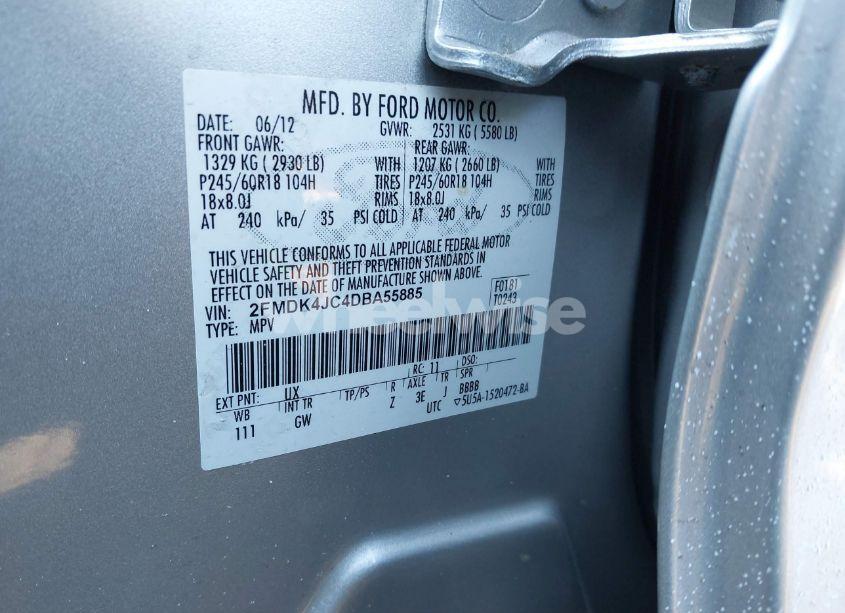 MFD. BY FORD MOTOR CO.
DATE: 06/12 GVWR: 2531 KG ( 5580 LB)
FRONT GAWR: REAR GAWR:
1329 KG ( 2930 LB) WITH 1207 KG ( 2660 LB) WITH
P245/60R18 104H TIRES P245/60R18 104H TIRES
18x8.0J RIMS 18x8.0J RIMS
AT 240 kPa/ 35 PSI COLD AT 240 kPa/ 35 PSI COLD
THIS VEHICLE CONFORMS TO ALL APPLICABLE FEDERAL MOTOR
VEHICLE SAFETY AND THEFT PREVENTION STANDARDS IN
EFFECT ON THE DATE OF MANUFACTURE SHOWN ABOVE.
VIN: 2FMDK4JC4DBA55885 F0181
TYPE: MPV T0243
wheelwise
EXT PNT: UX RC: 11 DSO:
WB INT TR TP/PS R AXLE TR SPR
111 GW Z 3E J BBBB
UTC ▽5U5A-1520472-BA